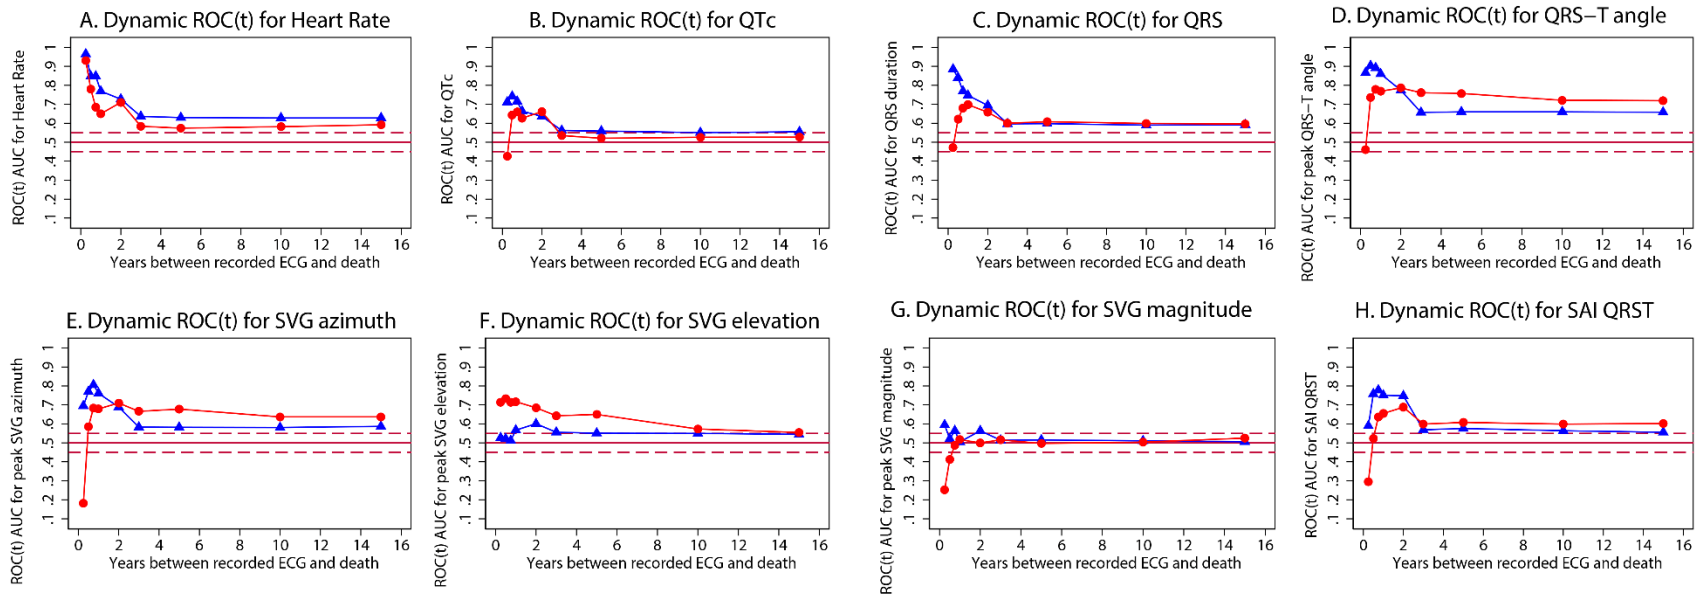 A. Dynamic ROC(t) for Heart Rate
ROC(t) AUC for Heart Rate
1
.9
.8
.7
.6
.5
.4
.3
.2
.1
0 2 4 6 8 10 12 14 16
Years between recorded ECG and death
B. Dynamic ROC(t) for QTc
ROC(t) AUC for QTc
1
.9
.8
.7
.6
.5
.4
.3
.2
.1
0 2 4 6 8 10 12 14 16
Years between recorded ECG and death
C. Dynamic ROC(t) for QRS
ROC(t) AUC for QRS duration
1
.9
.8
.7
.6
.5
.4
.3
.2
.1
0 2 4 6 8 10 12 14 16
Years between recorded ECG and death
D. Dynamic ROC(t) for QRS−T angle
ROC(t) AUC for peak QRS−T angle
1
.9
.8
.7
.6
.5
.4
.3
.2
.1
0 2 4 6 8 10 12 14 16
Years between recorded ECG and death
E. Dynamic ROC(t) for SVG azimuth
ROC(t) AUC for peak SVG azimuth
1
.9
.8
.7
.6
.5
.4
.3
.2
.1
0 2 4 6 8 10 12 14 16
Years between recorded ECG and death
F. Dynamic ROC(t) for SVG elevation
ROC(t) AUC for peak SVG elevation
1
.9
.8
.7
.6
.5
.4
.3
.2
.1
0 2 4 6 8 10 12 14 16
Years between recorded ECG and death
G. Dynamic ROC(t) for SVG magnitude
ROC(t) AUC for peak SVG magnitude
1
.9
.8
.7
.6
.5
.4
.3
.2
.1
0 2 4 6 8 10 12 14 16
Years between recorded ECG and death
H. Dynamic ROC(t) for SAI QRST
ROC(t) AUC for SAI QRST
1
.9
.8
.7
.6
.5
.4
.3
.2
.1
0 2 4 6 8 10 12 14 16
Years between recorded ECG and death